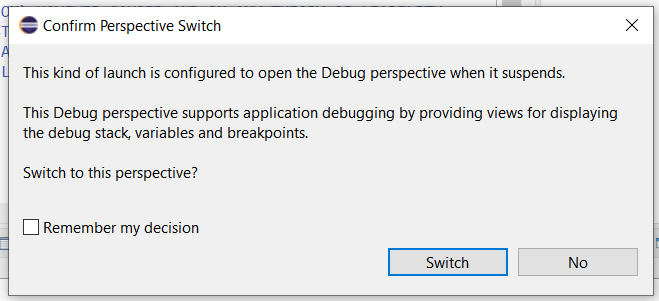 Confirm Perspective Switch
This kind of launch is configured to open the Debug perspective when it suspends.
This Debug perspective supports application debugging by providing views for displaying
the debug stack, variables and breakpoints.
Switch to this perspective?
Remember my decision
Switch
No